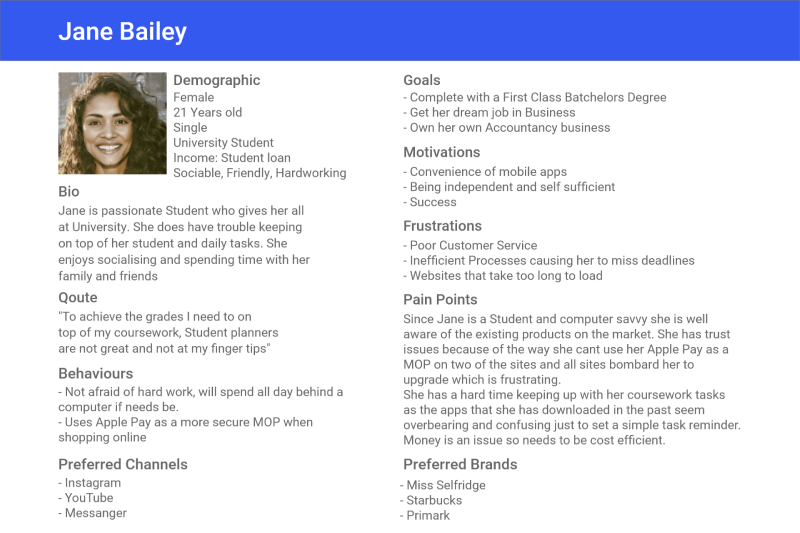 Jane Bailey
Demographic
Female
21 Years old
Single
University Student
Income: Student loan
Sociable, Friendly, Hardworking
Bio
Jane is passionate Student who gives her all
at University. She does have trouble keeping
on top of her student and daily tasks. She
enjoys socialising and spending time with her
family and friends
Qoute
"To achieve the grades I need to on
top of my coursework, Student planners
are not great and not at my finger tips"
Behaviours
- Not afraid of hard work, will spend all day behind a
computer if needs be.
- Uses Apple Pay as a more secure MOP when
shopping online
Preferred Channels
- Instagram
- YouTube
- Messanger
Goals
- Complete with a First Class Batchelors Degree
- Get her dream job in Business
- Own her own Accountancy business
Motivations
- Convenience of mobile apps
- Being independent and self sufficient
- Success
Frustrations
- Poor Customer Service
- Inefficient Processes causing her to miss deadlines
- Websites that take too long to load
Pain Points
Since Jane is a Student and computer savvy she is well
aware of the existing products on the market. She has trust
issues because of the way she cant use her Apple Pay as a
MOP on two of the sites and all sites bombard her to
upgrade which is frustrating.
She has a hard time keeping up with her coursework tasks
as the apps that she has downloaded in the past seem
overbearing and confusing just to set a simple task reminder.
Money is an issue so needs to be cost efficient.
Preferred Brands
- Miss Selfridge
- Starbucks
- Primark